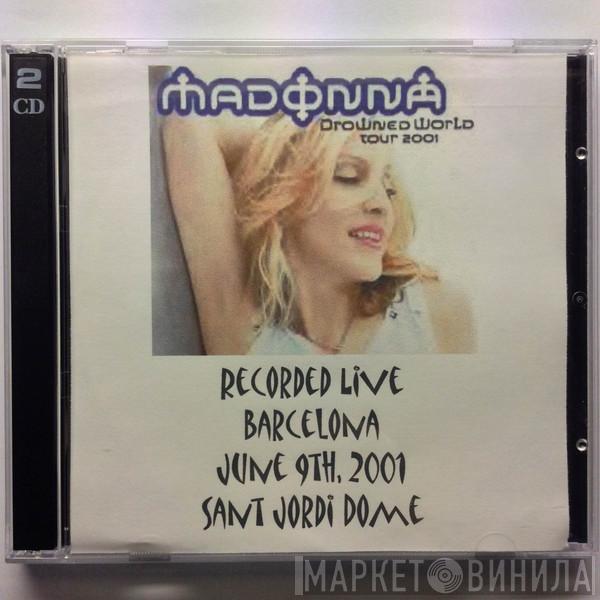 2
CD
MADONNA
DROWNED WORLD
TOUR 2001
RECORDED LIVE
BARCELONA
JUNE 9TH, 2001
SANT JORDI DOME
МАРКЕТ ВИНИЛА